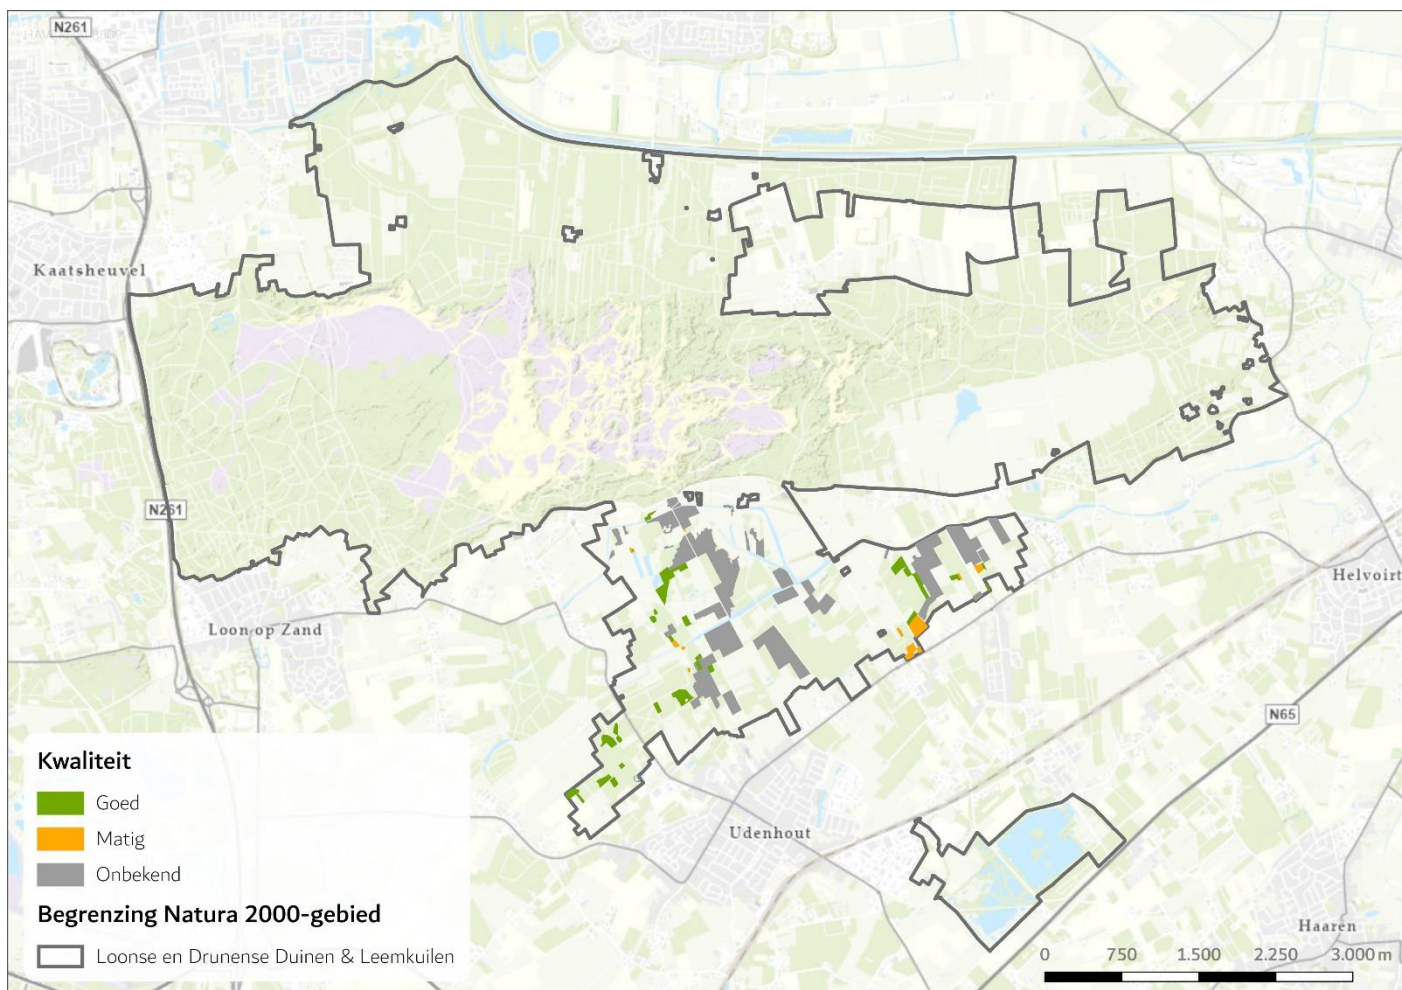 N261
Kaatsheuvel
N261
Loon op Zand
Helvoirt
N65
Udenhout
Haaren
Kwaliteit
Goed
Matig
Onbekend
Begrenzing Natura 2000-gebied
Loonse en Drunense Duinen & Leemkuilen
0 750 1.500 2.250 3.000 m